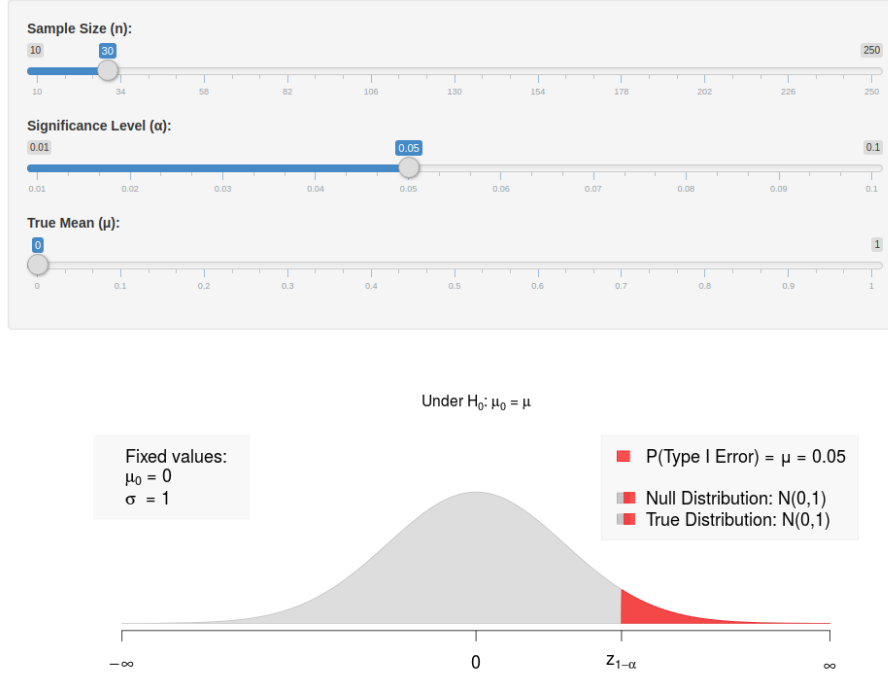 Sample Size (n):
10 30 250
10 34 58 82 106 130 154 178 202 226 250
Significance Level (α):
0.01 0.05 0.1
0.01 0.02 0.03 0.04 0.05 0.06 0.07 0.08 0.09 0.1
True Mean (μ):
0 1
0 0.1 0.2 0.3 0.4 0.5 0.6 0.7 0.8 0.9 1
Under H₀: μ₀ = μ
Fixed values:
μ₀ = 0
σ = 1
P(Type I Error) = μ = 0.05
Null Distribution: N(0,1)
True Distribution: N(0,1)
−∞ 0 z₁₋α ∞